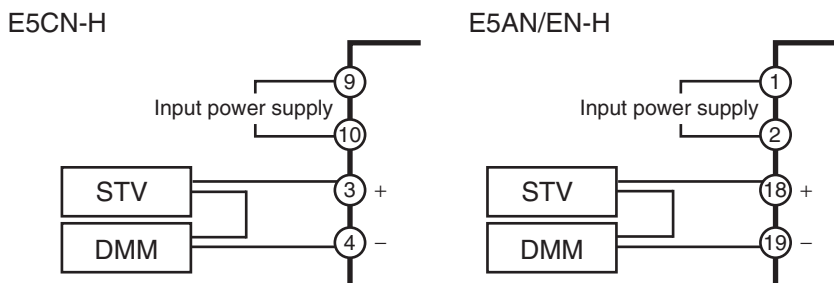 E5CN-H
9
Input power supply
10
STV
3 +
DMM
4 −
E5AN/EN-H
1
Input power supply
2
STV
18 +
DMM
19 −